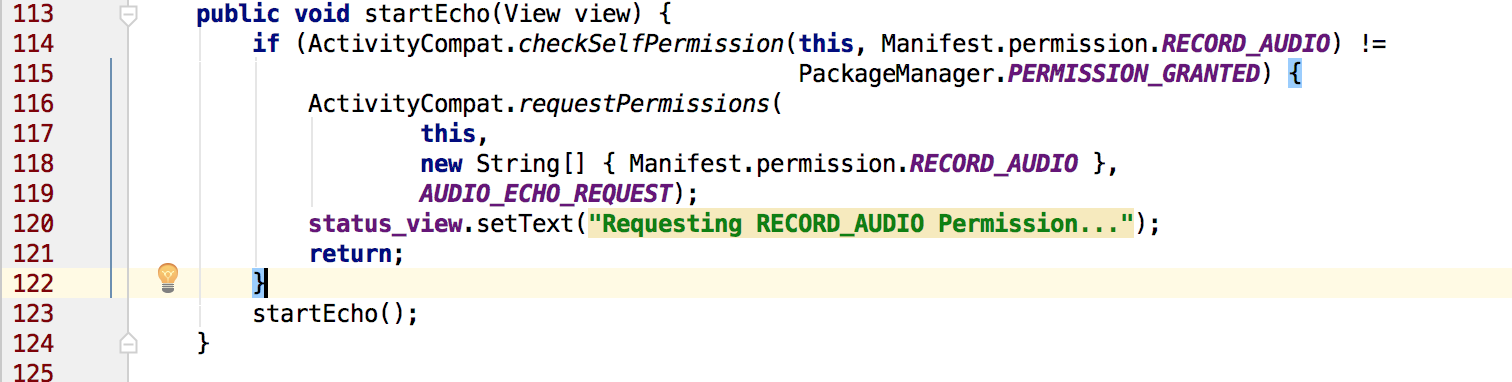 113 public void startEcho(View view) {
114 if (ActivityCompat.checkSelfPermission(this, Manifest.permission.RECORD_AUDIO) !=
115 PackageManager.PERMISSION_GRANTED) {
116 ActivityCompat.requestPermissions(
117 this,
118 new String[] { Manifest.permission.RECORD_AUDIO },
119 AUDIO_ECHO_REQUEST);
120 status_view.setText("Requesting RECORD_AUDIO Permission...");
121 return;
122 }
123 startEcho();
124 }
125